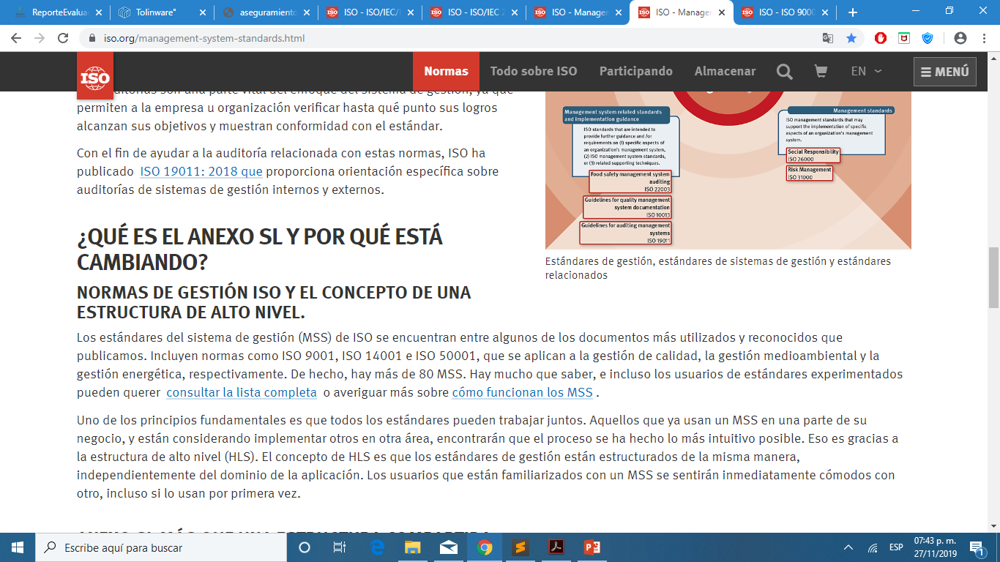 ReporteEvalua
Tolinware°
aseguramiento
ISO - ISO/IEC/
ISO - ISO/IEC 2
ISO - Manager
ISO - Manager
ISO - ISO 9000
iso.org/management-system-standards.html
ISO
Normas
Todo sobre ISO
Participando
Almacenar
EN
MENÚ
auditorías son una parte vital del enfoque del sistema de gestión, ya que
permiten a la empresa u organización verificar hasta qué punto sus logros
alcanzan sus objetivos y muestran conformidad con el estándar.
Con el fin de ayudar a la auditoría relacionada con estas normas, ISO ha
publicado ISO 19011: 2018 que proporciona orientación específica sobre
auditorías de sistemas de gestión internos y externos.
Management system related standards
and implementation guidance
ISO standards that are intended to
provide further guidance and /or
requirements on (1) specific aspects of
an organization's management system,
(2) ISO management system standards,
or (3) related supporting techniques.
Food safety management system
auditing
ISO 22003
Guidelines for quality management
system documentation
ISO 10013
Guidelines for auditing management
systems
ISO 19011
Management standards
ISO management standards that may
support the implementation of specific
aspects of an organization's management
system.
Social Responsibility
ISO 26000
Risk Management
ISO 31000
Estándares de gestión, estándares de sistemas de gestión y estándares
relacionados
¿QUÉ ES EL ANEXO SL Y POR QUÉ ESTÁ
CAMBIANDO?
NORMAS DE GESTIÓN ISO Y EL CONCEPTO DE UNA
ESTRUCTURA DE ALTO NIVEL.
Los estándares del sistema de gestión (MSS) de ISO se encuentran entre algunos de los documentos más utilizados y reconocidos que
publicamos. Incluyen normas como ISO 9001, ISO 14001 e ISO 50001, que se aplican a la gestión de calidad, la gestión medioambiental y la
gestión energética, respectivamente. De hecho, hay más de 80 MSS. Hay mucho que saber, e incluso los usuarios de estándares experimentados
pueden querer consultar la lista completa o averiguar más sobre cómo funcionan los MSS .
Uno de los principios fundamentales es que todos los estándares pueden trabajar juntos. Aquellos que ya usan un MSS en una parte de su
negocio, y están considerando implementar otros en otra área, encontrarán que el proceso se ha hecho lo más intuitivo posible. Eso es gracias a
la estructura de alto nivel (HLS). El concepto de HLS es que los estándares de gestión están estructurados de la misma manera,
independientemente del dominio de la aplicación. Los usuarios que están familiarizados con un MSS se sentirán inmediatamente cómodos con
otro, incluso si lo usan por primera vez.
ANEXO SL MÁS QUE UNA ESTRUCTURA COMPARTIDA
Escribe aquí para buscar
ESP
07:43 p. m.
27/11/2019
1